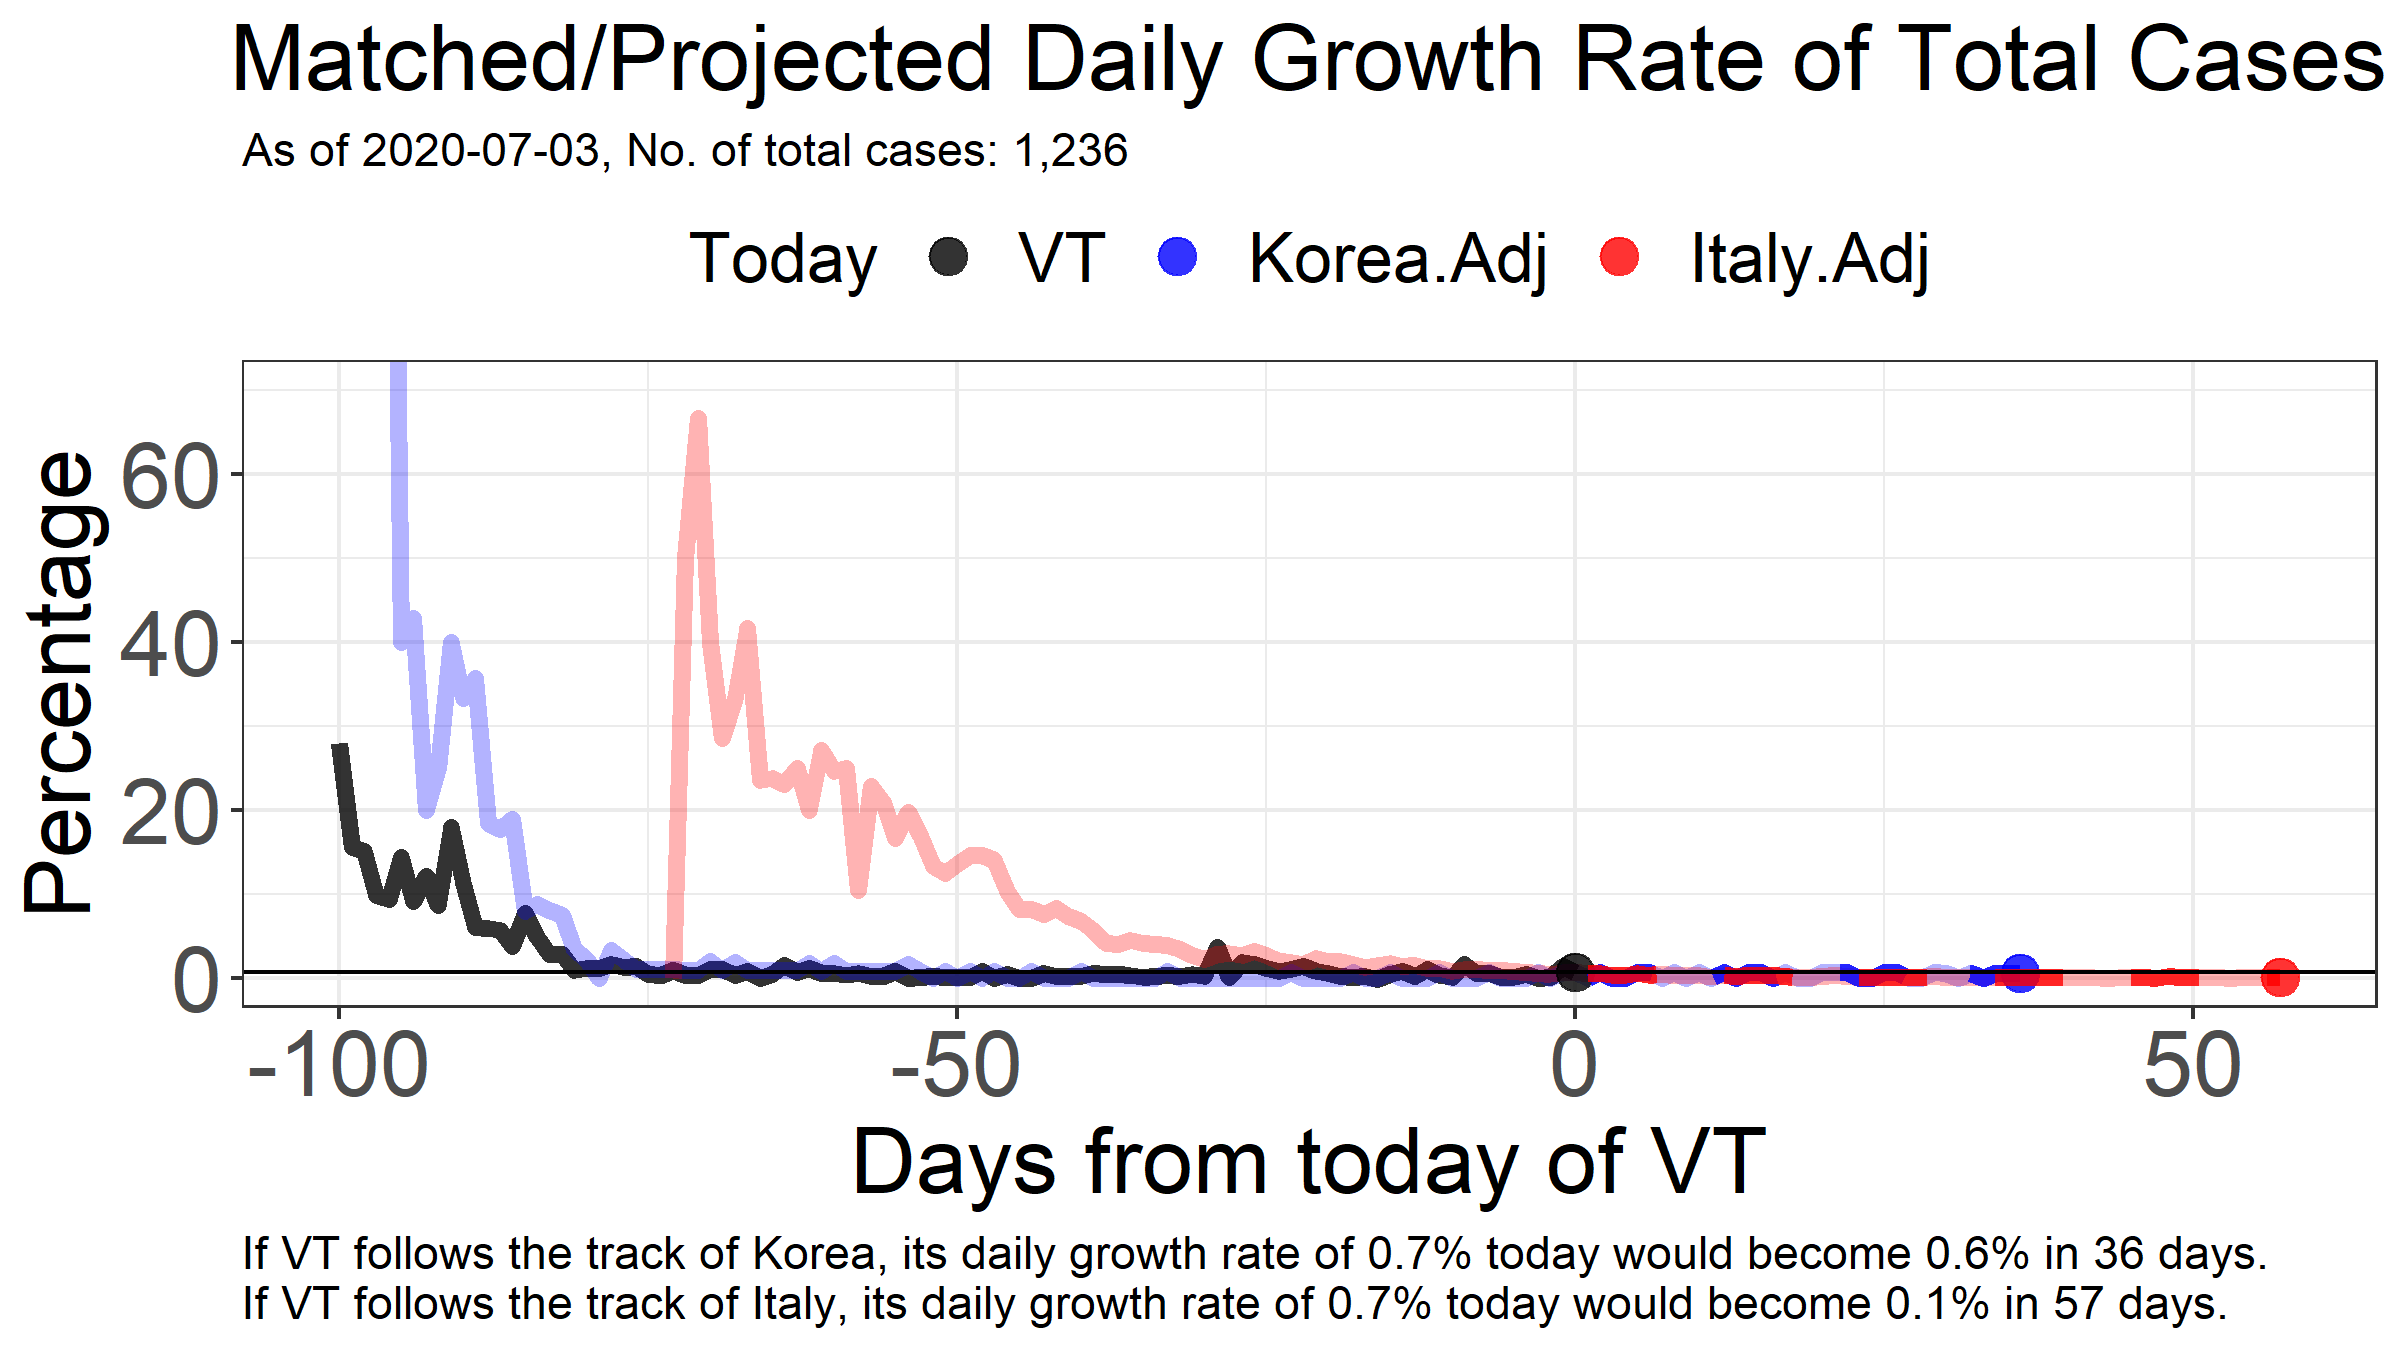 Matched/Projected Daily Growth Rate of Total Cases
As of 2020-07-03, No. of total cases: 1,236
Today VT Korea.Adj Italy.Adj
Percentage
60
40
20
0
-100 -50 0 50
Days from today of VT
If VT follows the track of Korea, its daily growth rate of 0.7% today would become 0.6% in 36 days.
If VT follows the track of Italy, its daily growth rate of 0.7% today would become 0.1% in 57 days.